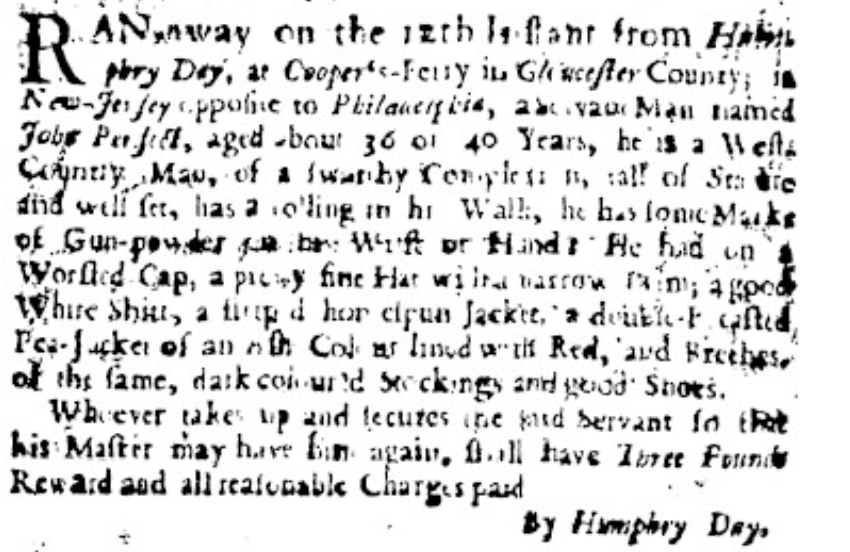 RAN away on the 12th Instant from Hum-
phry Day, at Cooper's-Ferry in Gloucester County, in
New-Jersey opposite to Philadelphia, a Servant Man named
John aged about 36 or 40 Years, he is a West-
Country Man, of a swarthy Complexion, tall of Stature
and well set, has a rolling in his Walk, he has some Marks
of Gun-powder on his Wrist or Hand: He had on a
Worsted Cap, a pretty fine Hat with a narrow Brim, a good
White Shirt, a strip'd homespun Jacket, a double-breasted
Pea-Jacket of an Ash Colour lined with Red, and Breeches
of the same, dark colour'd Stockings and good Shoes.
Whoever takes up and secures the said Servant so that
his Master may have him again, shall have Three Pounds
Reward and all reasonable Charges paid
By Humphry Day.